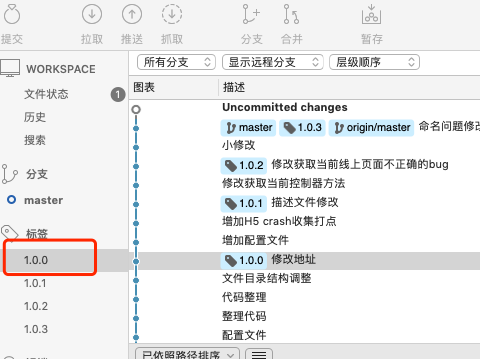 提交 拉取 推送 抓取 分支 合并 暂存
所有分支 显示远程分支 层级顺序
WORKSPACE
文件状态 1
历史
搜索
分支
master
标签
1.0.0
1.0.1
1.0.2
1.0.3
图表 描述
Uncommitted changes
master 1.0.3 origin/master 命名问题修改
小修改
1.0.2 修改获取当前线上页面不正确的bug
修改获取当前控制器方法
1.0.1 描述文件修改
增加H5 crash收集打点
增加配置文件
1.0.0 修改地址
文件目录结构调整
代码整理
整理代码
配置文件
已依照路径排序